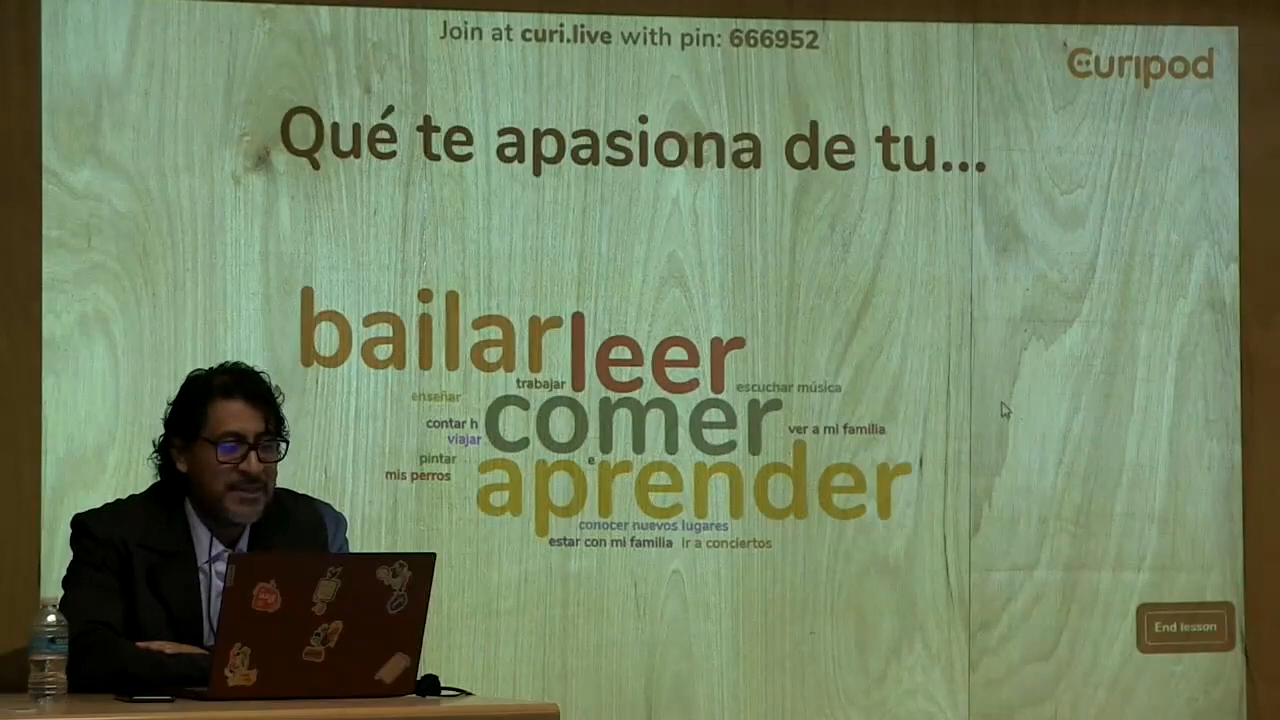 Join at curi.live with pin: 666952
Curipod
Qué te apasiona de tu...
bailar leer
trabajar
escuchar música
enseñar
comer
contar h
ver a mi familia
viajar
pintar
e
aprender
mis perros
conocer nuevos lugares
estar con mi familia
ir a conciertos
End lesson